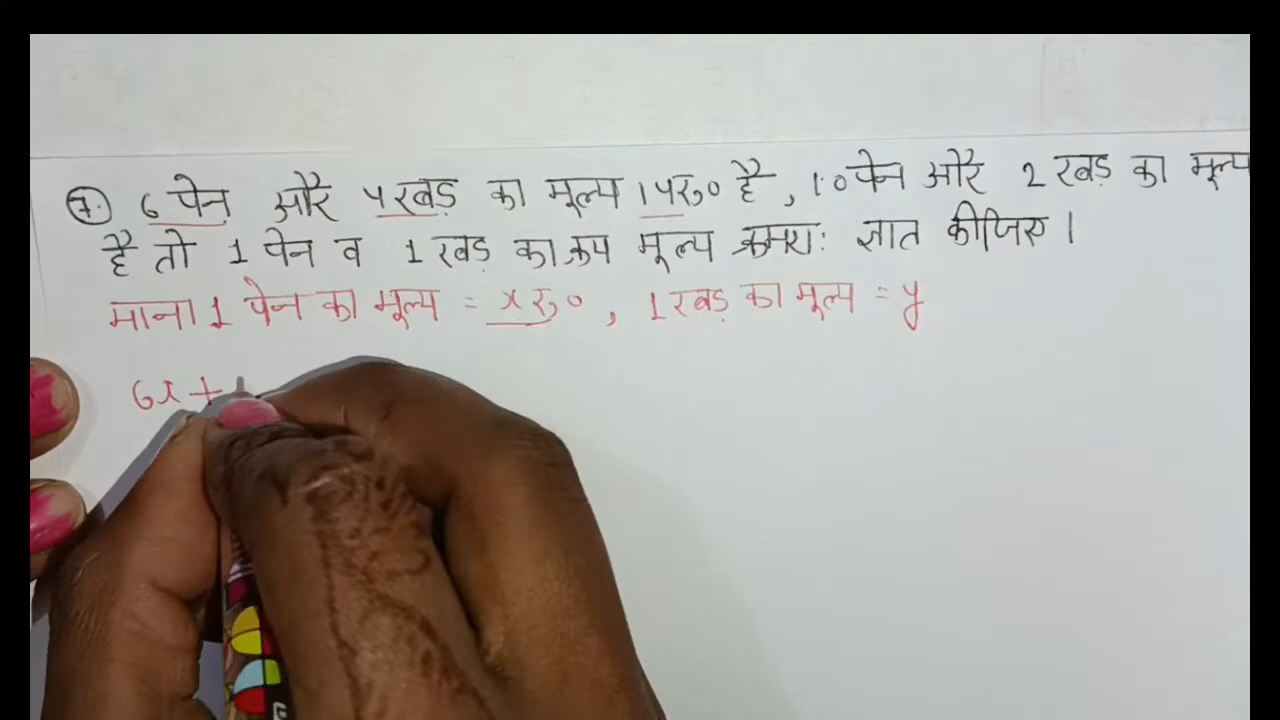 7. 6 पेन और 4 रबड़ का मूल्य 14रु० है, 10 पेन और 2 रबड़ का मूल्य
है तो 1 पेन व 1 रबड़ का क्रय मूल्य क्रमशः ज्ञात कीजिए ।
माना 1 पेन का मूल्य = x रु० , 1 रबड़ का मूल्य = y
6x +